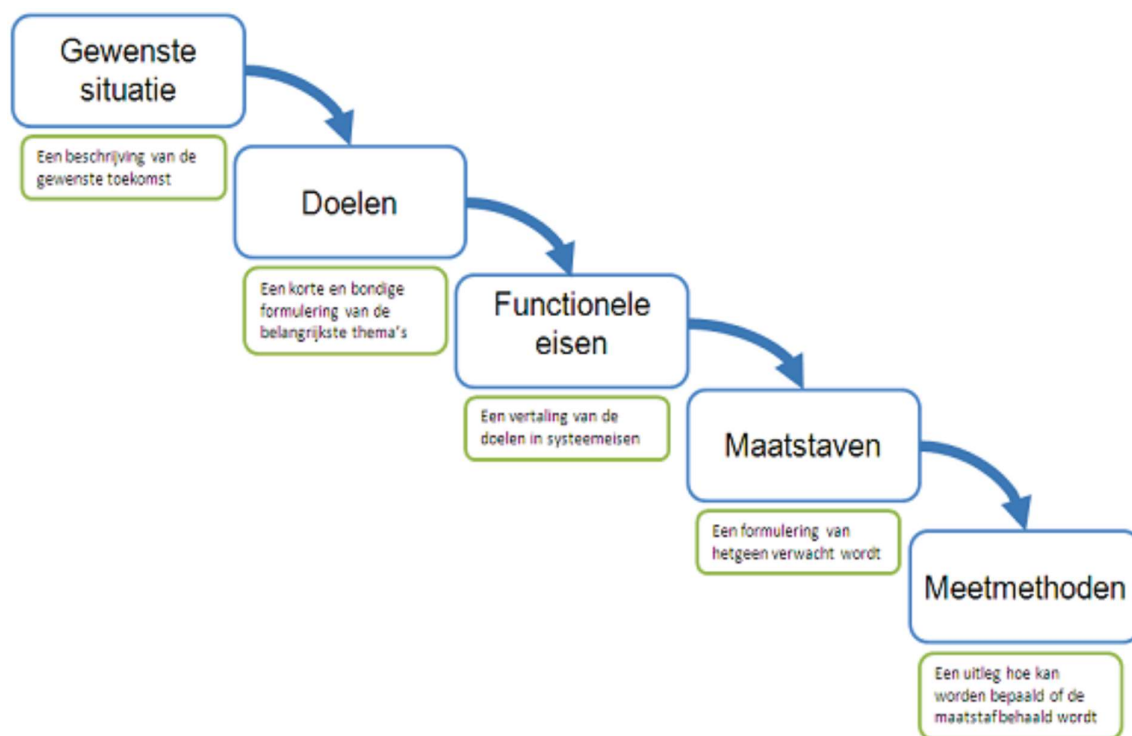 Gewenste
situatie
Een beschrijving van de
gewenste toekomst
Doelen
Een korte en bondige
formulering van de
belangrijkste thema's
Functionele
eisen
Een vertaling van de
doelen in systeemeisen
Maatstaven
Een formulering van
hetgeen verwacht wordt
Meetmethoden
Een uitleg hoe kan
worden bepaald of de
maatstafbehaald wordt